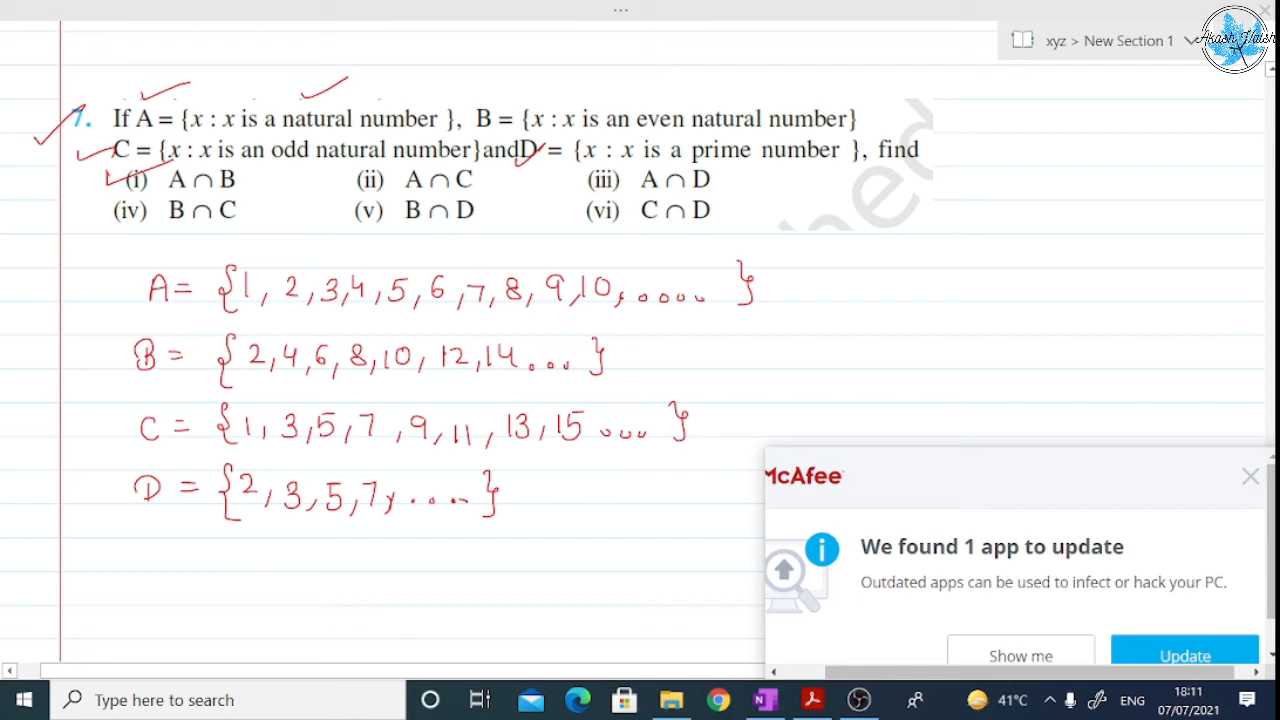 xyz > New Section 1
7. If A = {x : x is a natural number }, B = {x : x is an even natural number}
C = {x : x is an odd natural number}andD = {x : x is a prime number }, find
(i) A ∩ B (ii) A ∩ C (iii) A ∩ D
(iv) B ∩ C (v) B ∩ D (vi) C ∩ D
A = {1, 2, 3, 4, 5, 6, 7, 8, 9, 10, ..... }
B = {2, 4, 6, 8, 10, 12, 14 ... }
C = {1, 3, 5, 7, 9, 11, 13, 15 .... }
D = {2, 3, 5, 7, .... }
McAfee
We found 1 app to update
Outdated apps can be used to infect or hack your PC.
Show me Update
Type here to search
41°C ENG 18:11
07/07/2021